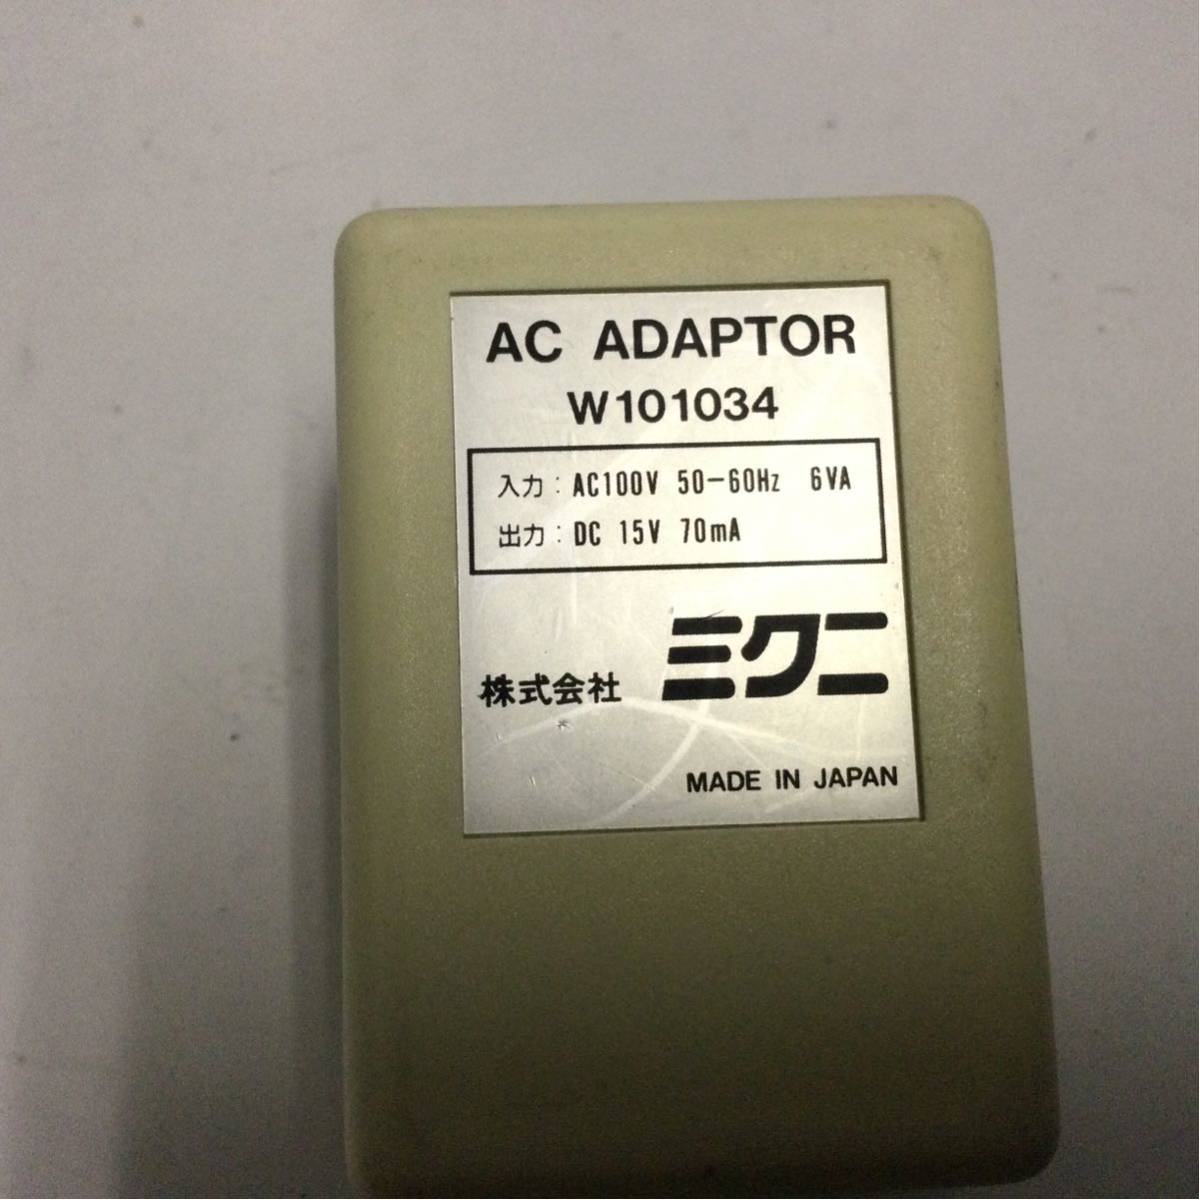 AC ADAPTOR
W101034
入力: AC100V 50-60Hz 6VA
出力: DC 15V 70mA
株式会社 ミクニ
MADE IN JAPAN